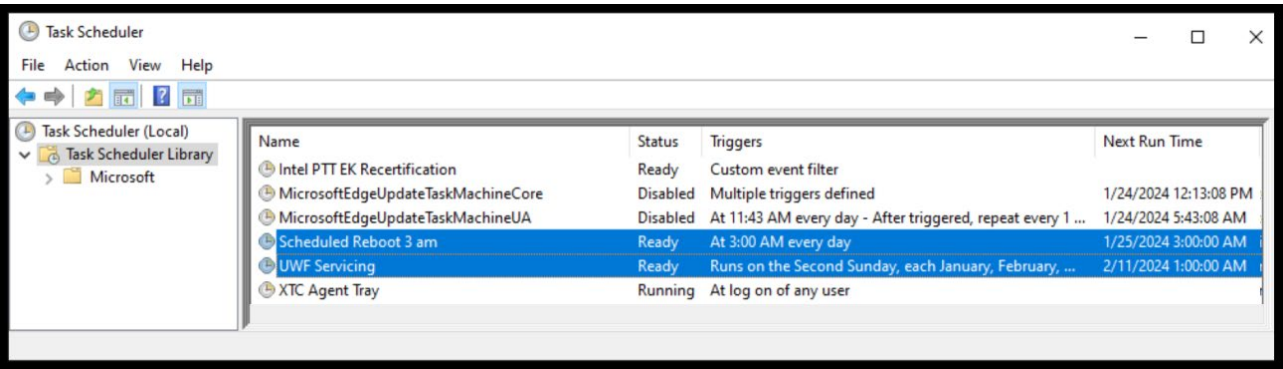 Task Scheduler
File Action View Help
Task Scheduler (Local)
Task Scheduler Library
Microsoft
Name Status Triggers Next Run Time
Intel PTT EK Recertification Ready Custom event filter
MicrosoftEdgeUpdateTaskMachineCore Disabled Multiple triggers defined 1/24/2024 12:13:08 PM
MicrosoftEdgeUpdateTaskMachineUA Disabled At 11:43 AM every day - After triggered, repeat every 1 ... 1/24/2024 5:43:08 AM
Scheduled Reboot 3 am Ready At 3:00 AM every day 1/25/2024 3:00:00 AM
UWF Servicing Ready Runs on the Second Sunday, each January, February, ... 2/11/2024 1:00:00 AM
XTC Agent Tray Running At log on of any user